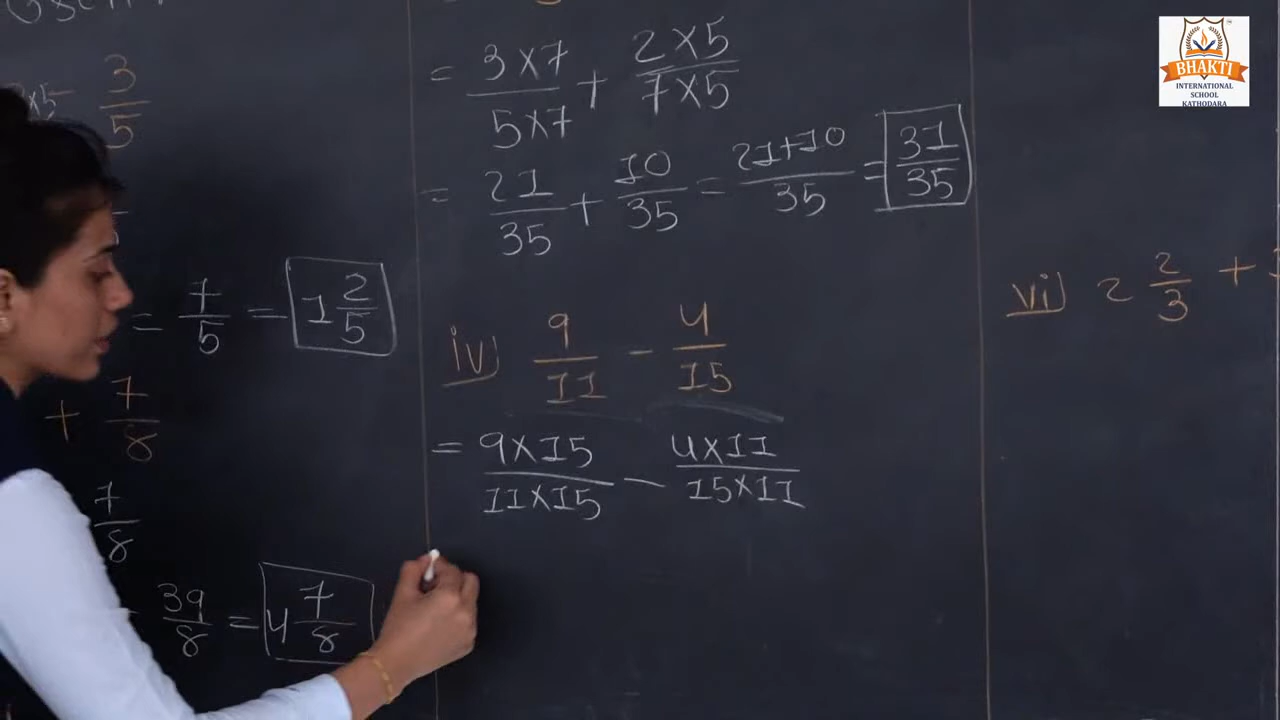 3/5
= 7/5 = 1 2/5
+ 7/8
7/8
39/8 = 4 7/8
= 3×7/5×7 + 2×5/7×5
= 21/35 + 10/35 = 21+10/35 = 31/35
iv) 9/11 - 4/15
= 9×15/11×15 - 4×11/15×11
vi) 2 2/3 +
BHAKTI
INTERNATIONAL
SCHOOL
KATHODARA